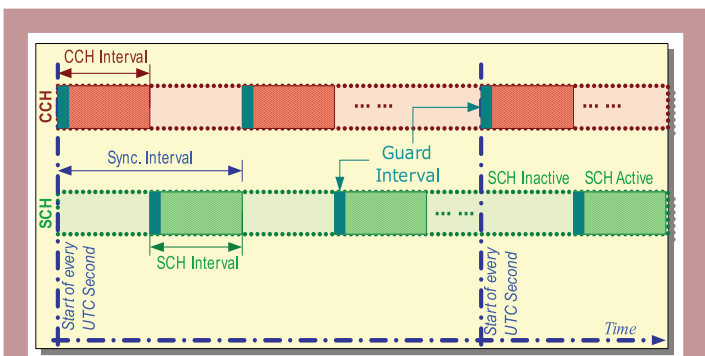 CCH Interval
CCH
... ...
... ...
Sync. Interval
Guard
Interval
SCH Inactive
SCH Active
SCH
... ...
SCH Interval
Start of every
UTC Second
Start of every
UTC Second
Time